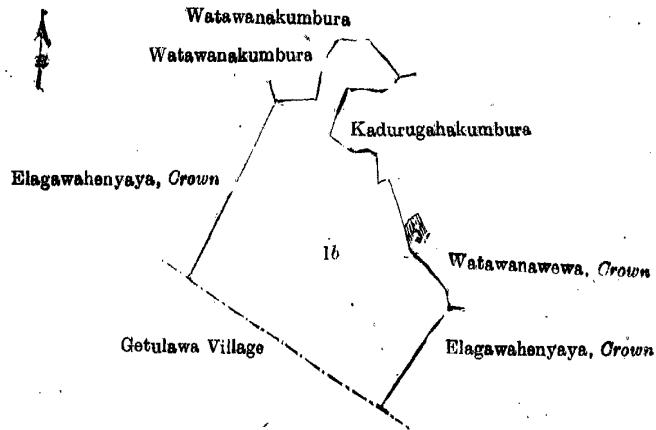 Watawanakumbura
Watawanakumbura
Kadurugahakumbura
Elagawahenyaya, Crown
1b
Watawanawewa, Crown
Getulawa Village
Elagawahenyaya, Crown